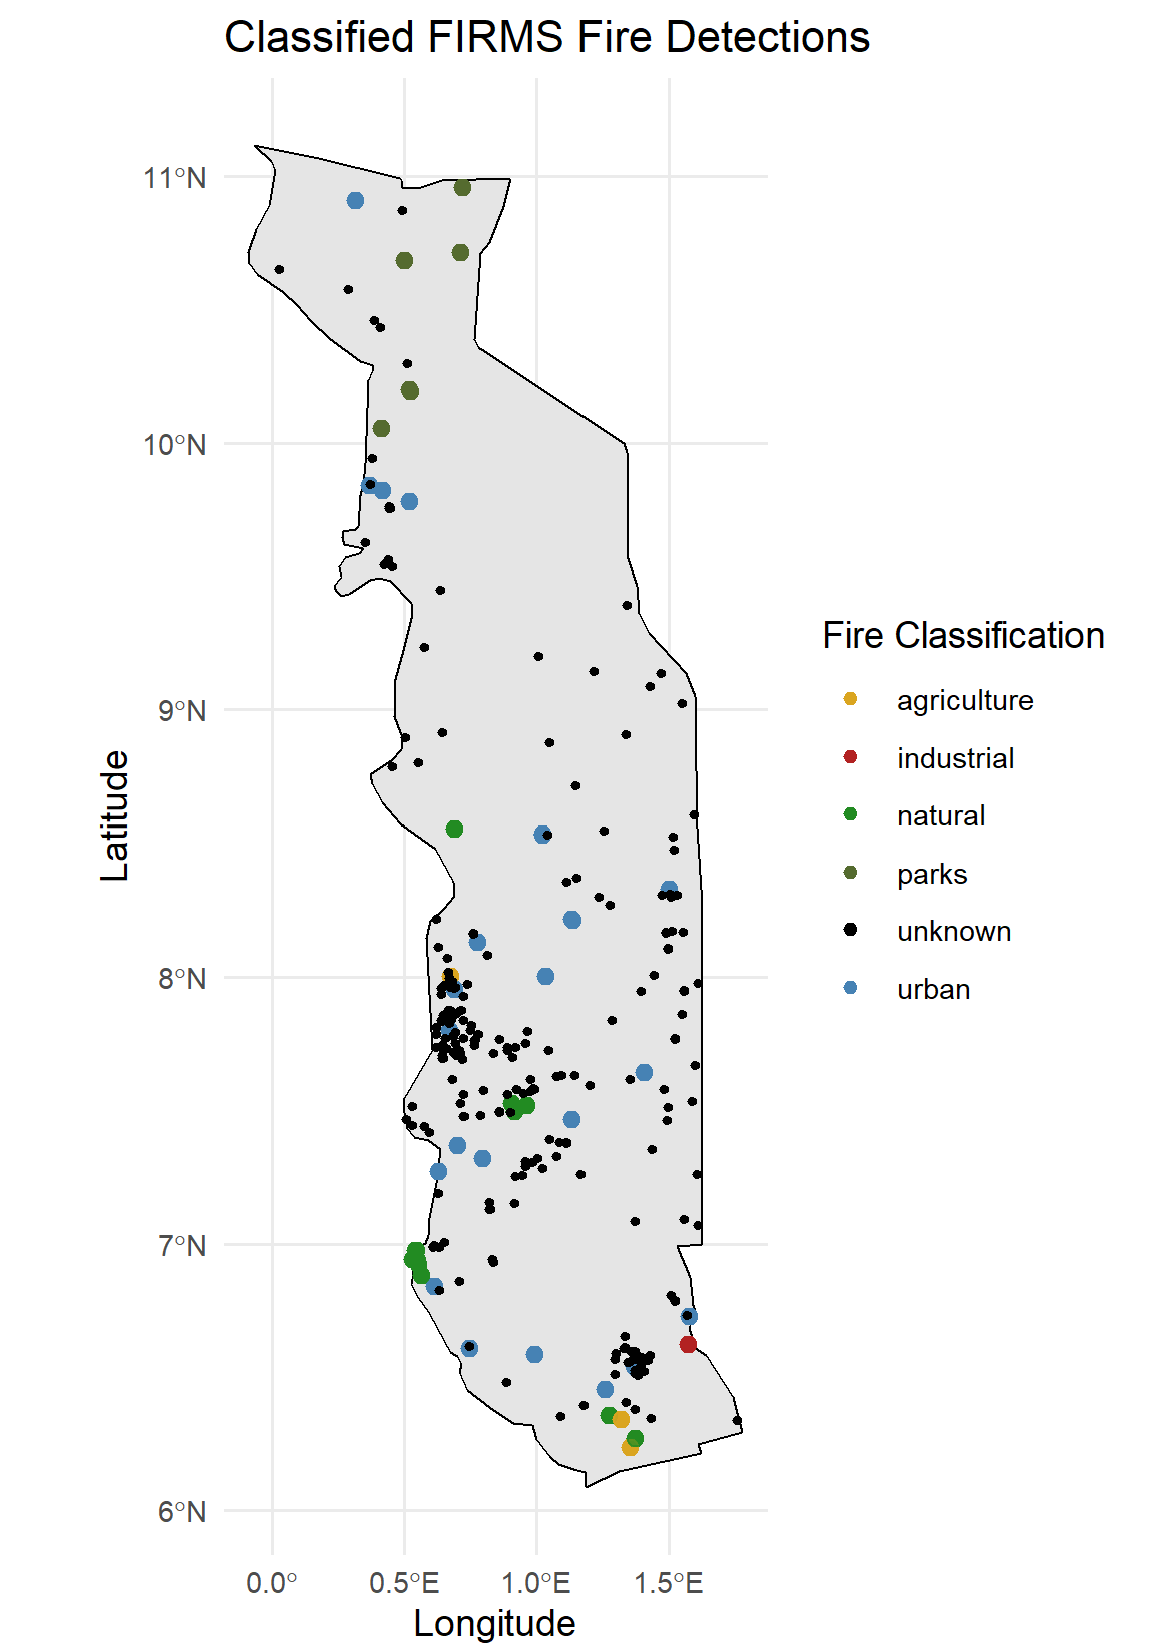 Classified FIRMS Fire Detections
11°N
10°N
9°N
8°N
7°N
6°N
0.0°
0.5°E
1.0°E
1.5°E
Longitude
Latitude
Fire Classification
agriculture
industrial
natural
parks
unknown
urban